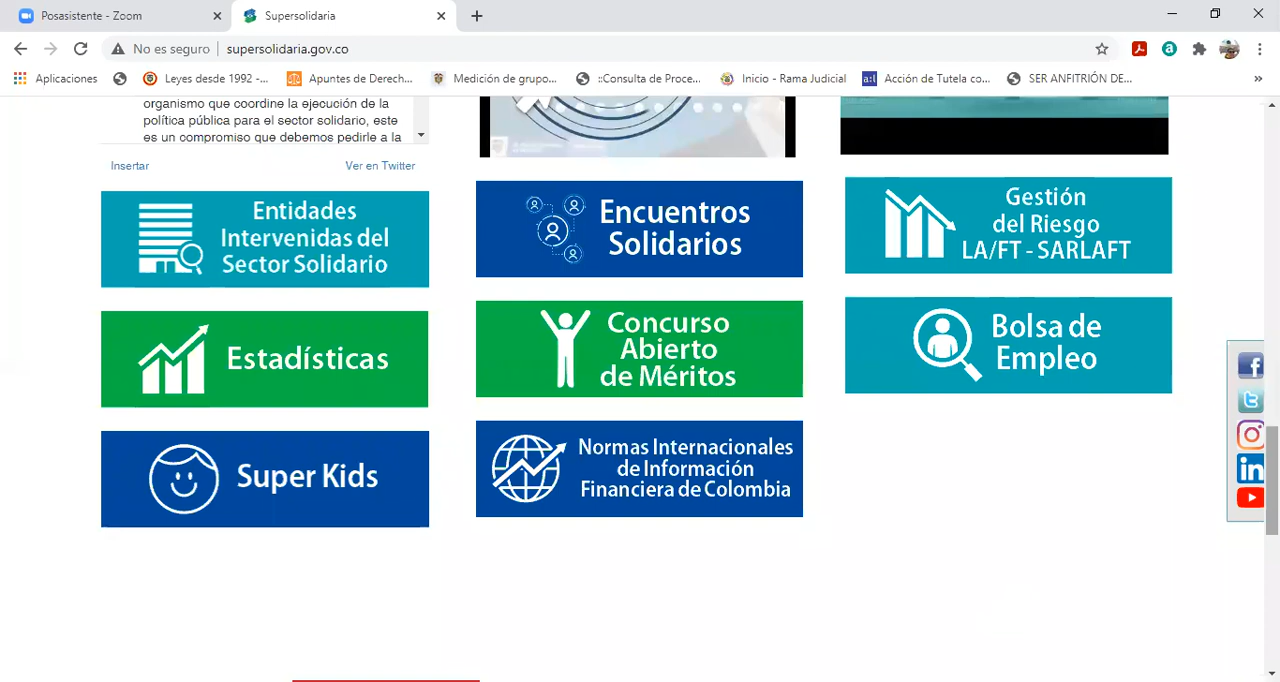 Posasistente - Zoom
Supersolidaria
No es seguro
supersolidaria.gov.co
Aplicaciones
Leyes desde 1992 -...
Apuntes de Derech...
Medición de grupo...
::Consulta de Proce...
Inicio - Rama Judicial
a:l
Acción de Tutela co...
SER ANFITRIÓN DE...
»
organismo que coordine la ejecución de la
política pública para el sector solidario, este
es un compromiso que debemos pedirle a la
Insertar
Ver en Twitter
Entidades
Intervenidas del
Sector Solidario
Encuentros
Solidarios
Gestión
del Riesgo
LA/FT - SARLAFT
Estadísticas
Concurso
Abierto
de Méritos
Bolsa de
Empleo
Super Kids
Normas Internacionales
de Información
Financiera de Colombia